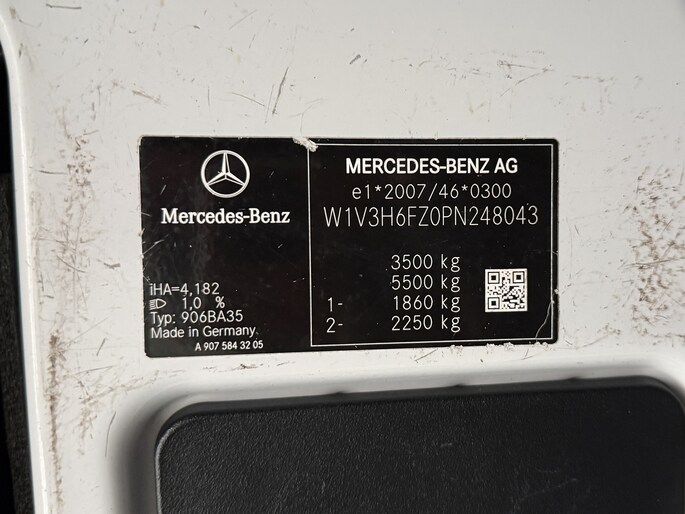 Mercedes-Benz
iHA=4,182
1,0 %
Typ: 906BA35
Made in Germany
A 907 584 32 05
MERCEDES-BENZ AG
e1*2007/46*0300
W1V3H6FZ0PN248043
3500 kg
5500 kg
1- 1860 kg
2- 2250 kg